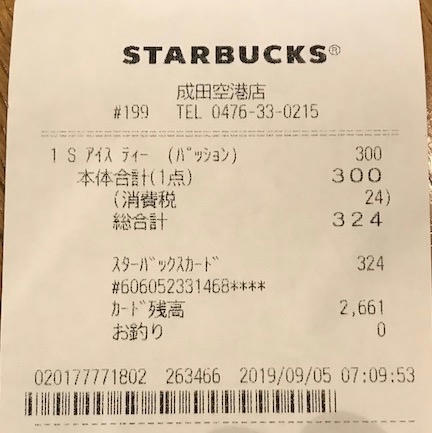 STARBUCKS®
成田空港店
#199 TEL 0476-33-0215
1 S ｱｲｽ ﾃｨｰ (ﾊﾟｯｼｮﾝ) 300
本体合計(1点) 300
(消費税 24)
総合計 324
ｽﾀｰﾊﾞｯｸｽｶｰﾄﾞ 324
#606052331468****
ｶｰﾄﾞ残高 2,661
お釣り 0
020177771802 263466 2019/09/05 07:09:53